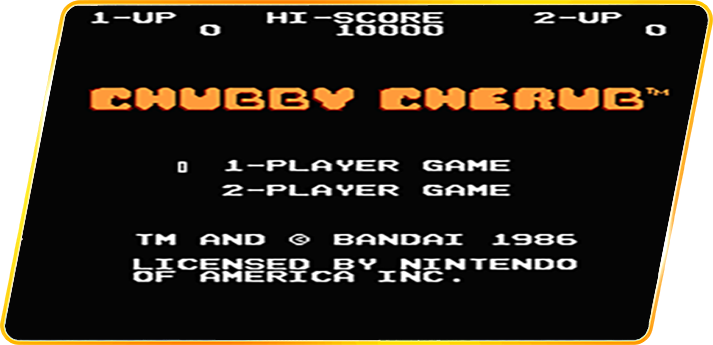 1-UP HI-SCORE 2-UP
0 10000 0
CHUBBY CHERUB™
1-PLAYER GAME
2-PLAYER GAME
TM AND © BANDAI 1986
LICENSED BY NINTENDO
OF AMERICA INC.